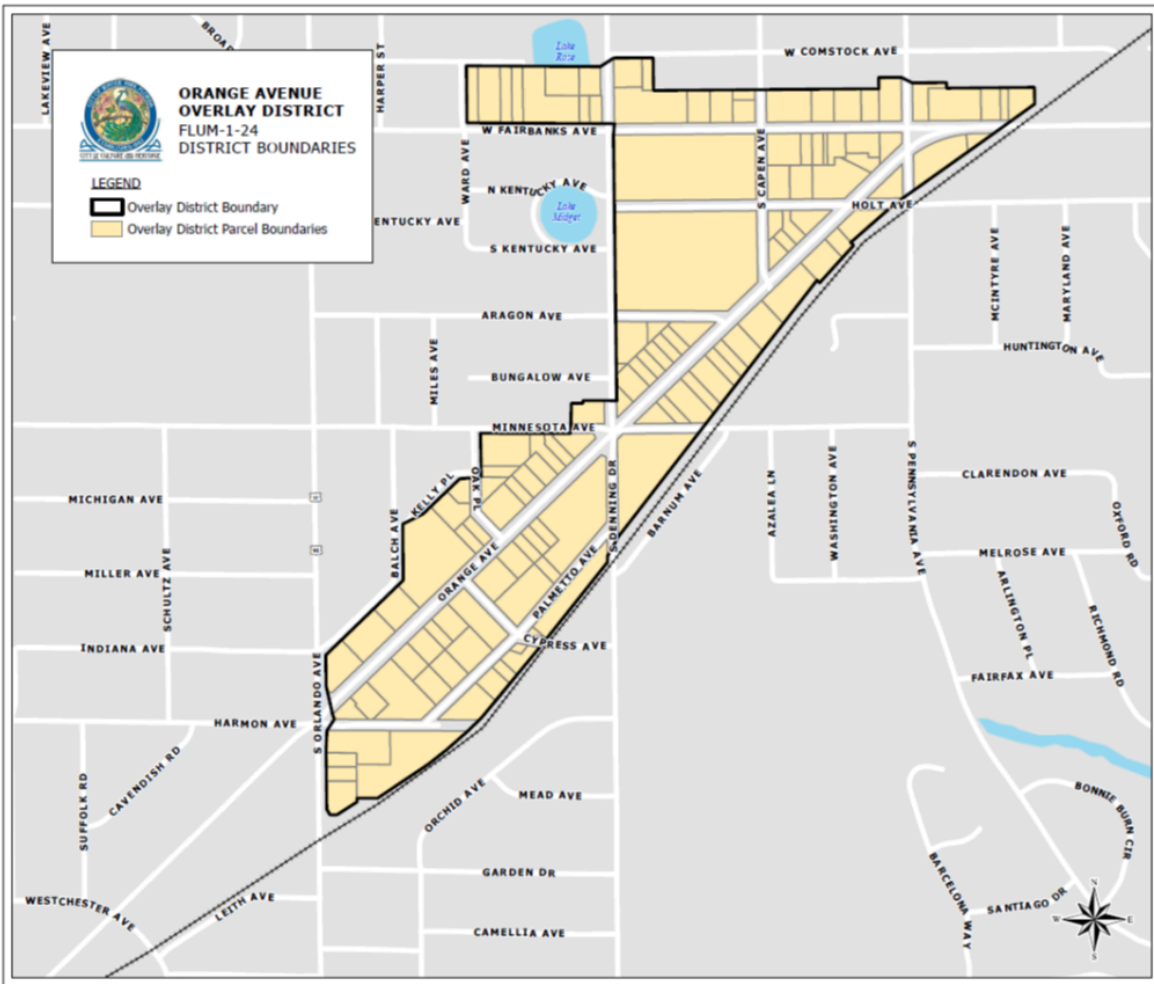 LAKEVIEW AVE
HARPER ST
Lake
Rose
W COMSTOCK AVE
ORANGE AVENUE
OVERLAY DISTRICT
FLUM-1-24
DISTRICT BOUNDARIES
LEGEND
Overlay District Boundary
Overlay District Parcel Boundaries
W FAIRBANKS AVE
WARD AVE
S CAPEN AVE
N KENTUCKY AVE
Lake
Midget
HOLT AVE
ENTUCKY AVE
S KENTUCKY AVE
MCINTYRE AVE
MARYLAND AVE
ARAGON AVE
HUNTINGTON AVE
MILES AVE
BUNGALOW AVE
MINNESOTA AVE
OAK PL
KELLY PL
S DENNING DR
BARNUM AVE
AZALEA LN
WASHINGTON AVE
S PENNSYLVANIA AVE
CLARENDON AVE
OXFORD RD
MICHIGAN AVE
BALCH AVE
ORANGE AVE
PALMETTO AVE
MELROSE AVE
MILLER AVE
SCHULTZ AVE
ARLINGTON PL
RICHMOND RD
CYPRESS AVE
INDIANA AVE
FAIRFAX AVE
S ORLANDO AVE
HARMON AVE
CAVENDISH RD
SUFFOLK RD
ORCHID AVE
MEAD AVE
BONNIE BURN CIR
GARDEN DR
BARCELONA WAY
SANTIAGO DR
WESTCHESTER AVE
LEITH AVE
CAMELLIA AVE
N
W
E
S